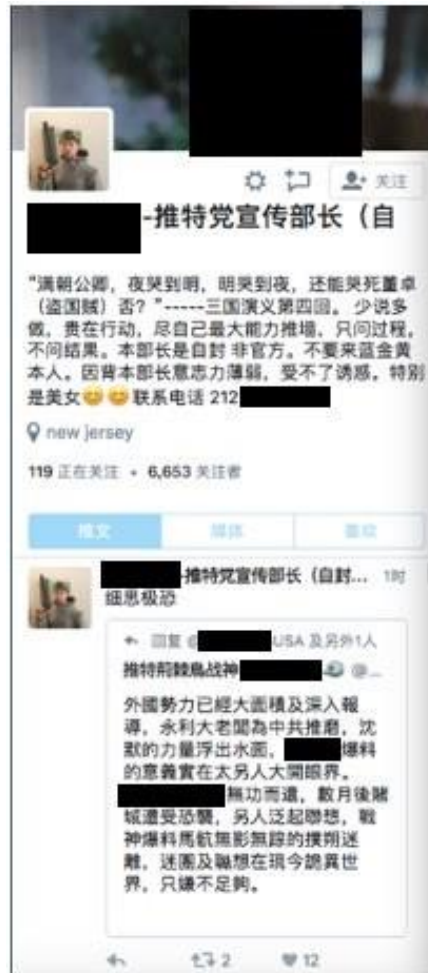 关注
-推特党宣传部长（自
“满朝公卿，夜哭到明，明哭到夜，还能哭死董卓
（盗国贼）否？”-----三国演义第四回。 少说多
做，贵在行动，尽自己最大能力推墙，只问过程，
不问结果。本部长是自封 非官方。不要来蓝金黄
本人。因背本部长意志力薄弱，受不了诱惑。特别
是美女😊😊联系电话 212
new jersey
119 正在关注 • 6,653 关注者
推文 媒体 喜欢
-推特党宣传部长（自封... 1时
细思极恐
回复 @ USA 及另外1人
推特荊棘鳥战神 @...
外國勢力已經大面積及深入報
導，永利大老闆為中共推磨，沈
默的力量浮出水面， 爆料
的意義實在太另人大開眼界。
無功而還，數月後賭
城遭受恐襲，另人泛起聯想，戰
神爆料馬航無影無踪的撲朔迷
離，迷團及聯想在現今詭異世
界，只嫌不足夠。
2 12